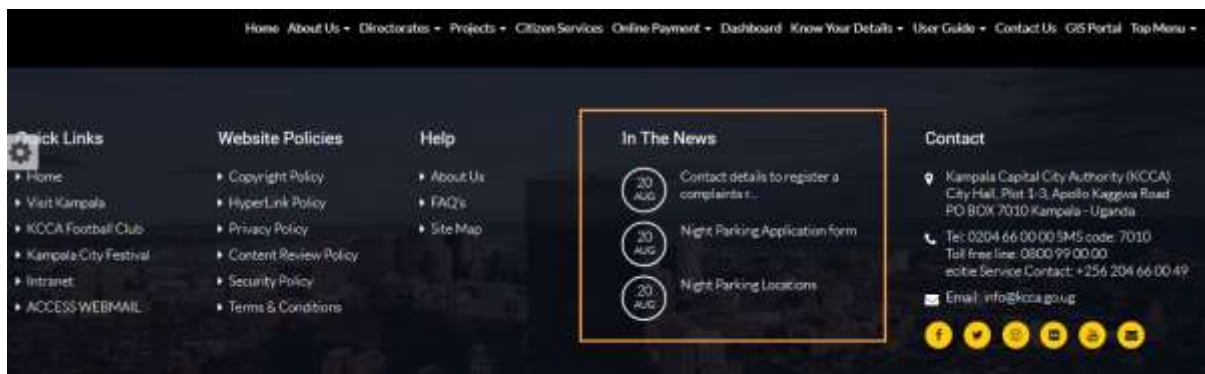 Home About Us Directorates Projects Citizen Services Online Payment Dashboard Know Your Details User Guide Contact Us GIS Portal Top Menu
Quick Links
Home
Visit Kampala
KCCA Football Club
Kampala City Festival
Intranet
ACCESS WEBMAIL
Website Policies
Copyright Policy
HyperLink Policy
Privacy Policy
Content Review Policy
Security Policy
Terms & Conditions
Help
About Us
FAQ's
Site Map
In The News
20 AUG
Contact details to register a
complaints r...
20 AUG
Night Parking Application form
20 AUG
Night Parking Locations
Contact
Kampala Capital City Authority (KCCA)
City Hall, Plot 1-3, Apollo Kaggwa Road
PO BOX 7010 Kampala - Uganda
Tel: 0204 66 00 00 SMS code: 7010
Toll free line: 0800 99 00 00
ecitie Service Contact: +256 204 66 00 49
Email: info@kcca.go.ug